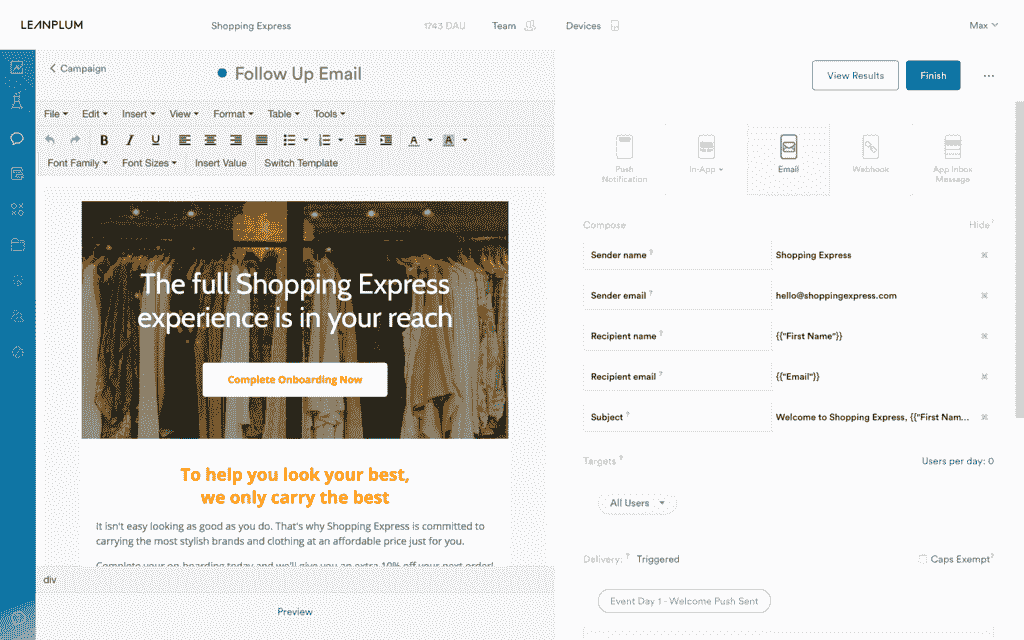 LEANPLUM
Shopping Express
1743 DAU
Team
Devices
Max
Campaign
Follow Up Email
View Results
Finish
File
Edit
Insert
View
Format
Table
Tools
B
I
U
A
A
Font Family
Font Sizes
Insert Value
Switch Template
The full Shopping Express
experience is in your reach
Complete Onboarding Now
To help you look your best,
we only carry the best
It isn't easy looking as good as you do. That's why Shopping Express is committed to
carrying the most stylish brands and clothing at an affordable price just for you.
Complete your on-boarding today and we'll give you an extra 10% off your next order!
div
Preview
Push
Notification
In-App
Email
Webhook
App Inbox
Message
Compose
Hide?
Sender name ?
Shopping Express
Sender email ?
hello@shoppingexpress.com
Recipient name ?
{{"First Name"}}
Recipient email ?
{{"Email"}}
Subject ?
Welcome to Shopping Express, {{"First Nam...
Targets ?
Users per day: 0
All Users
Delivery: ?
Triggered
Caps Exempt?
Event Day 1 - Welcome Push Sent